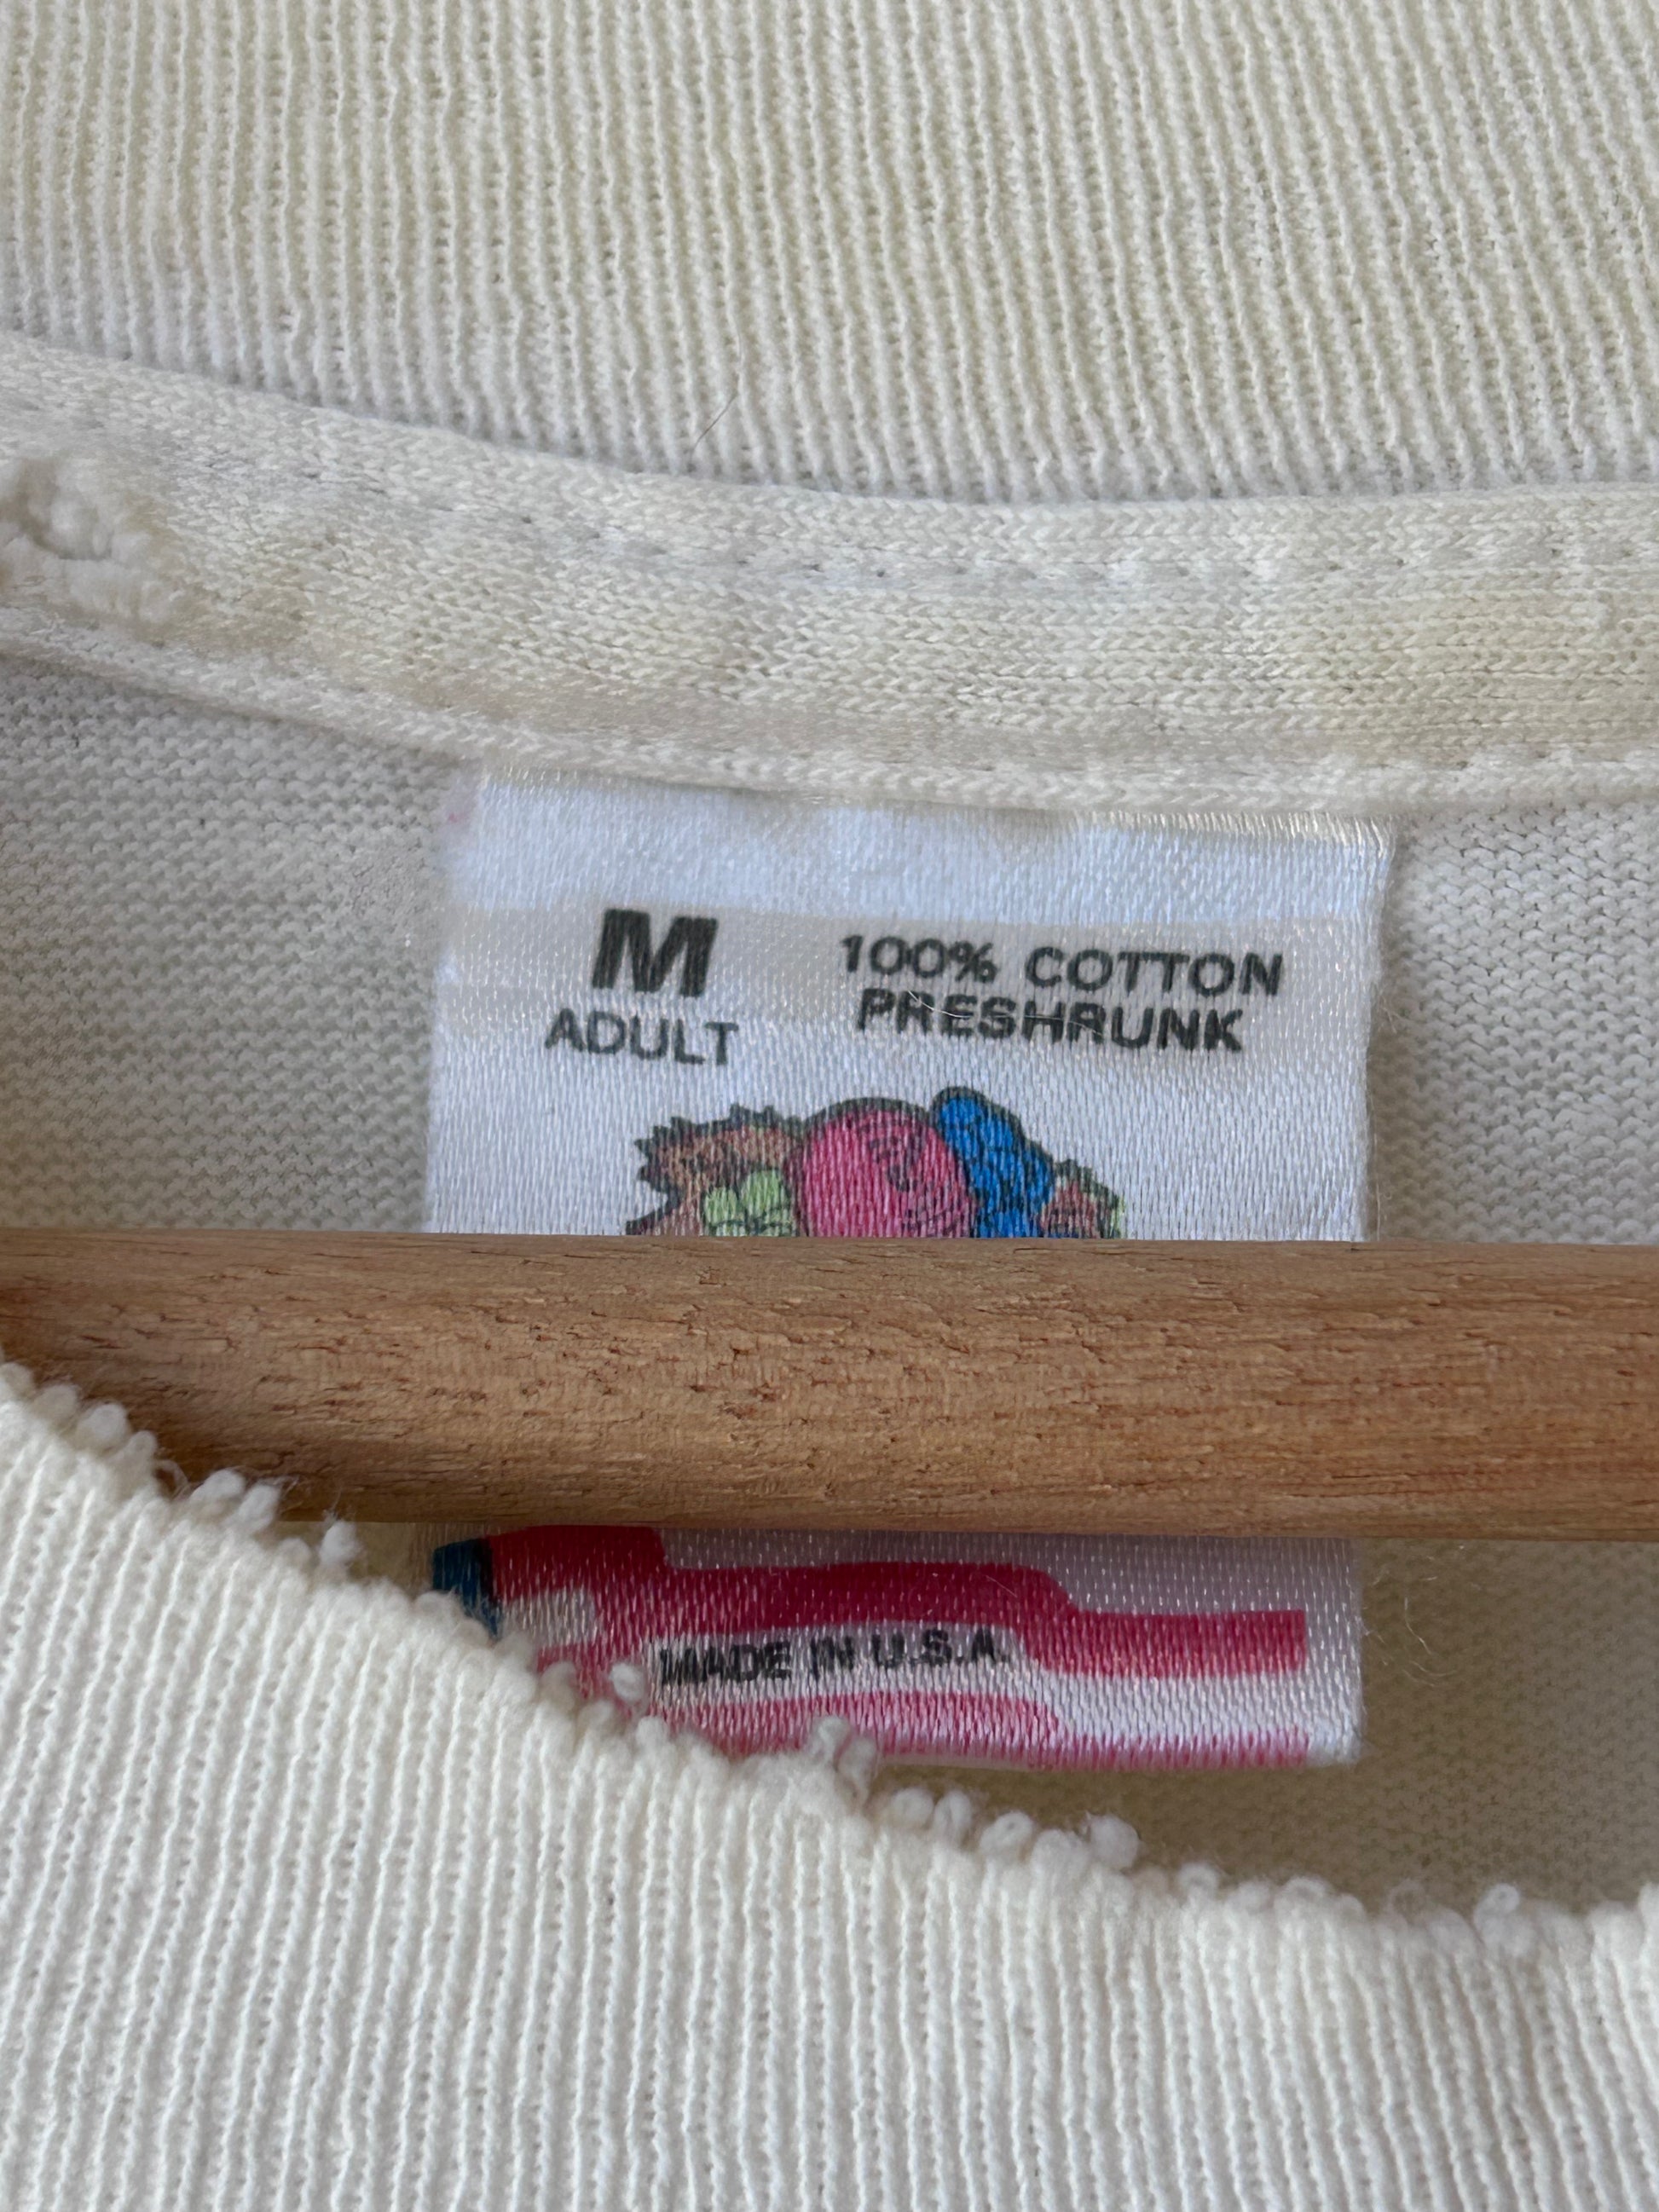 M
ADULT
100% COTTON
PRESHRUNK
MADE IN U.S.A.